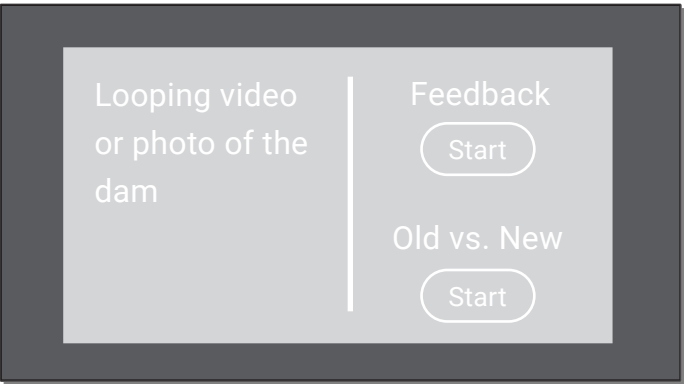 Looping video
or photo of the
dam
Feedback
Start
Old vs. New
Start